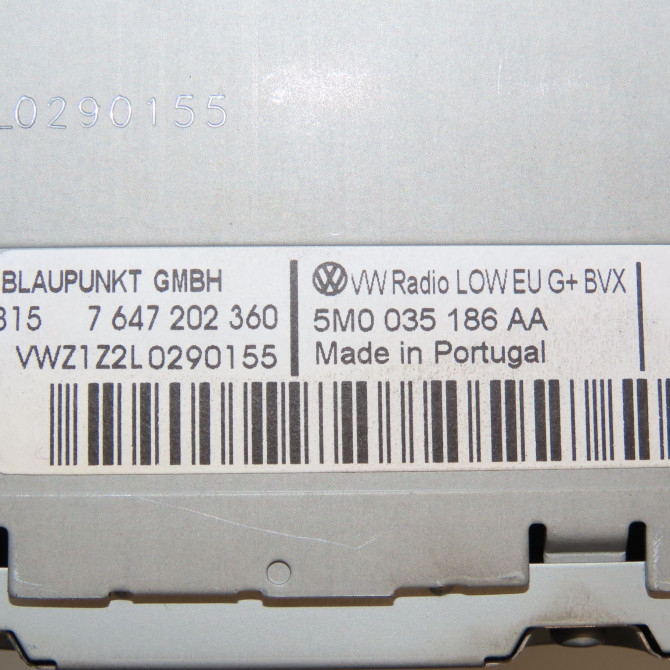 L0290155
BLAUPUNKT GMBH
815 7 647 202 360
VWZ1Z2L0290155
VW Radio LOW EU G+ BVX
5M0 035 186 AA
Made in Portugal